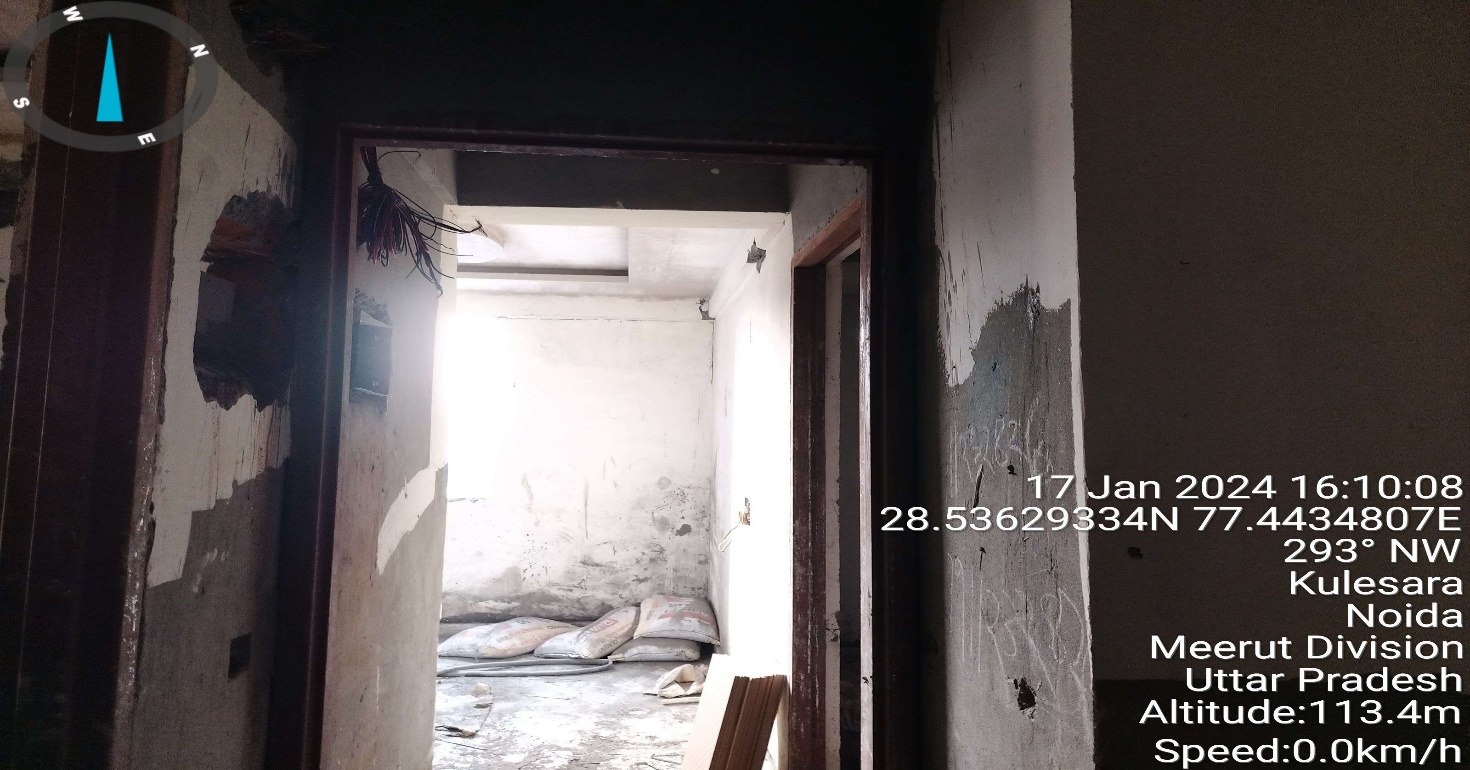 W
N
S
E
17 Jan 2024 16:10:08
28.53629334N 77.4434807E
293° NW
Kulesara
Noida
Meerut Division
Uttar Pradesh
Altitude:113.4m
Speed:0.0km/h